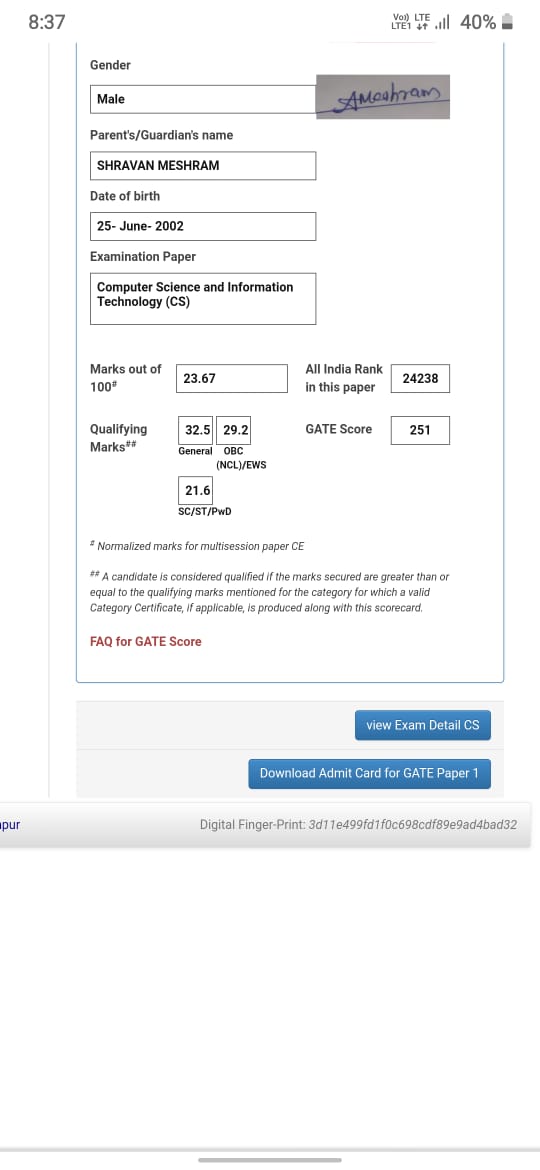 8:37
Vo) LTE
LTE1 ↓↑ 40%
Gender
Male
AMeshram
Parent's/Guardian's name
SHRAVAN MESHRAM
Date of birth
25- June- 2002
Examination Paper
Computer Science and Information
Technology (CS)
Marks out of
100#
23.67
All India Rank
in this paper
24238
Qualifying
Marks##
32.5 29.2
General OBC
(NCL)/EWS
GATE Score
251
21.6
SC/ST/PwD
# Normalized marks for multisession paper CE
## A candidate is considered qualified if the marks secured are greater than or
equal to the qualifying marks mentioned for the category for which a valid
Category Certificate, if applicable, is produced along with this scorecard.
FAQ for GATE Score
view Exam Detail CS
Download Admit Card for GATE Paper 1
pur
Digital Finger-Print: 3d11e499fd1f0c698cdf89e9ad4bad32